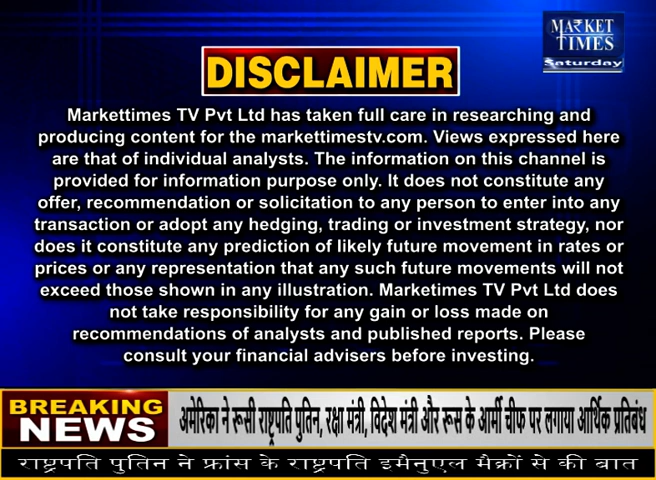 MARKET
TIMES
Saturday
DISCLAIMER
Markettimes TV Pvt Ltd has taken full care in researching and
producing content for the markettimestv.com. Views expressed here
are that of individual analysts. The information on this channel is
provided for information purpose only. It does not constitute any
offer, recommendation or solicitation to any person to enter into any
transaction or adopt any hedging, trading or investment strategy, nor
does it constitute any prediction of likely future movement in rates or
prices or any representation that any such future movements will not
exceed those shown in any illustration. Marketimes TV Pvt Ltd does
not take responsibility for any gain or loss made on
recommendations of analysts and published reports. Please
consult your financial advisers before investing.
BREAKING
NEWS
अमेरिका ने रूसी राष्ट्रपति पुतिन, रक्षा मंत्री, विदेश मंत्री और रूस के आर्मी चीफ पर लगाया आर्थिक प्रतिबंध
राष्ट्रपति पुतिन ने फ्रांस के राष्ट्रपति इमैनुएल मैक्रों से की बात